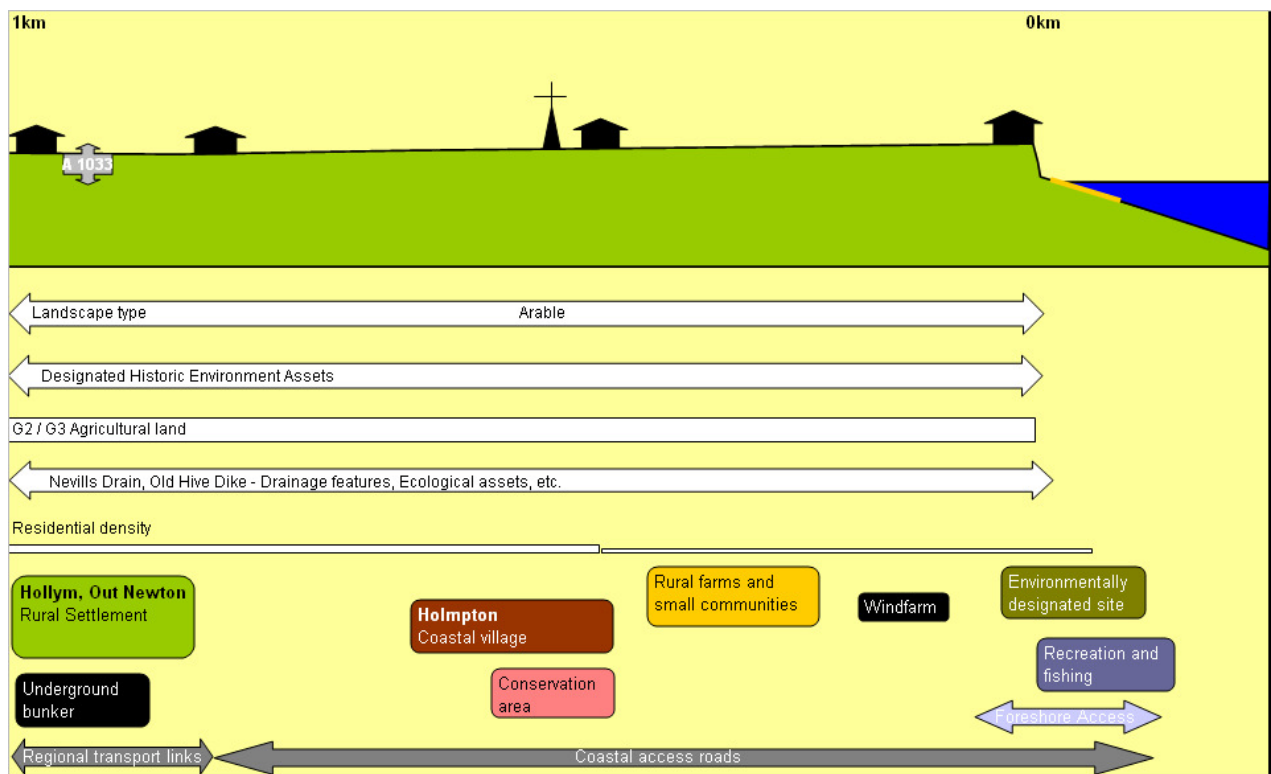 1km
0km
A 1033
Landscape type
Arable
Designated Historic Environment Assets
G2 / G3 Agricultural land
Nevills Drain, Old Hive Dike - Drainage features, Ecological assets, etc.
Residential density
Hollym, Out Newton
Rural Settlement
Holmpton
Coastal village
Rural farms and
small communities
Windfarm
Environmentally
designated site
Underground
bunker
Conservation
area
Recreation and
fishing
Foreshore Access
Regional transport links
Coastal access roads